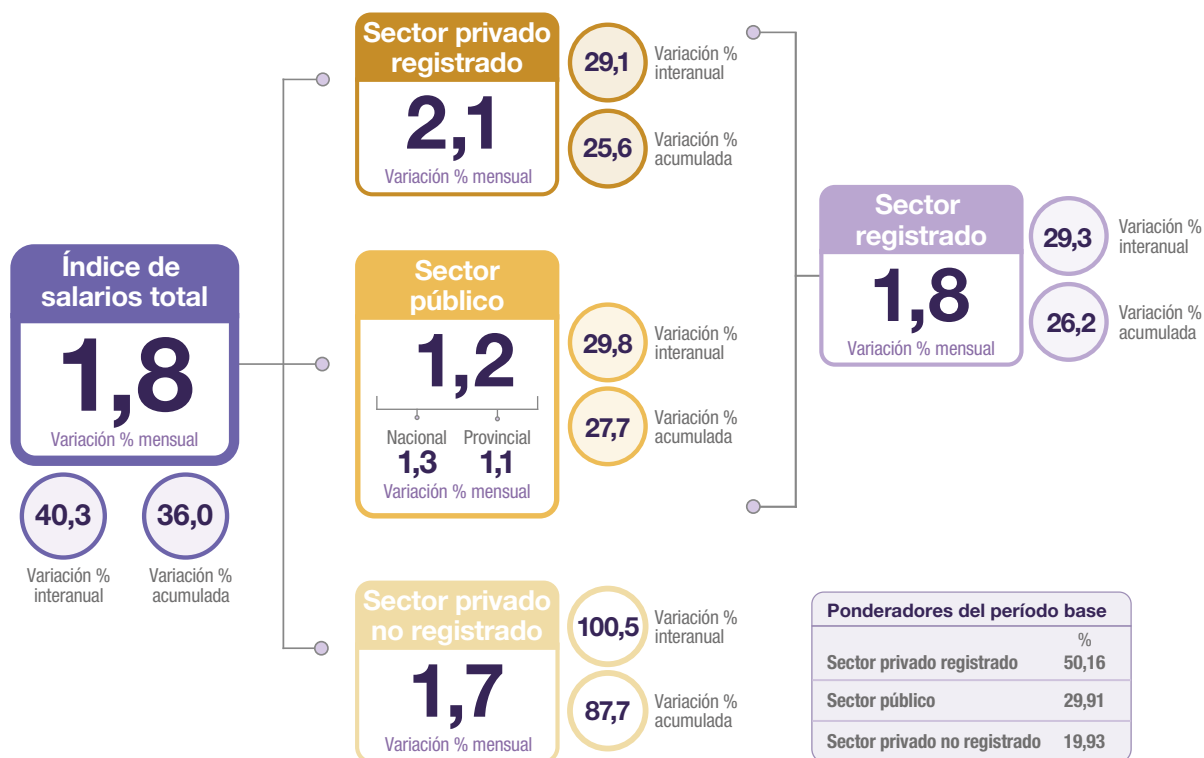 Índice de
salarios total
1,8
Variación % mensual
40,3
Variación %
interanual
36,0
Variación %
acumulada
Sector privado
registrado
2,1
Variación % mensual
29,1
Variación %
interanual
25,6
Variación %
acumulada
Sector
público
1,2
Nacional
1,3
Provincial
1,1
Variación % mensual
29,8
Variación %
interanual
27,7
Variación %
acumulada
Sector privado
no registrado
1,7
Variación % mensual
100,5
Variación %
interanual
87,7
Variación %
acumulada
Sector
registrado
1,8
Variación % mensual
29,3
Variación %
interanual
26,2
Variación %
acumulada
Ponderadores del período base
%
Sector privado registrado 50,16
Sector público 29,91
Sector privado no registrado 19,93